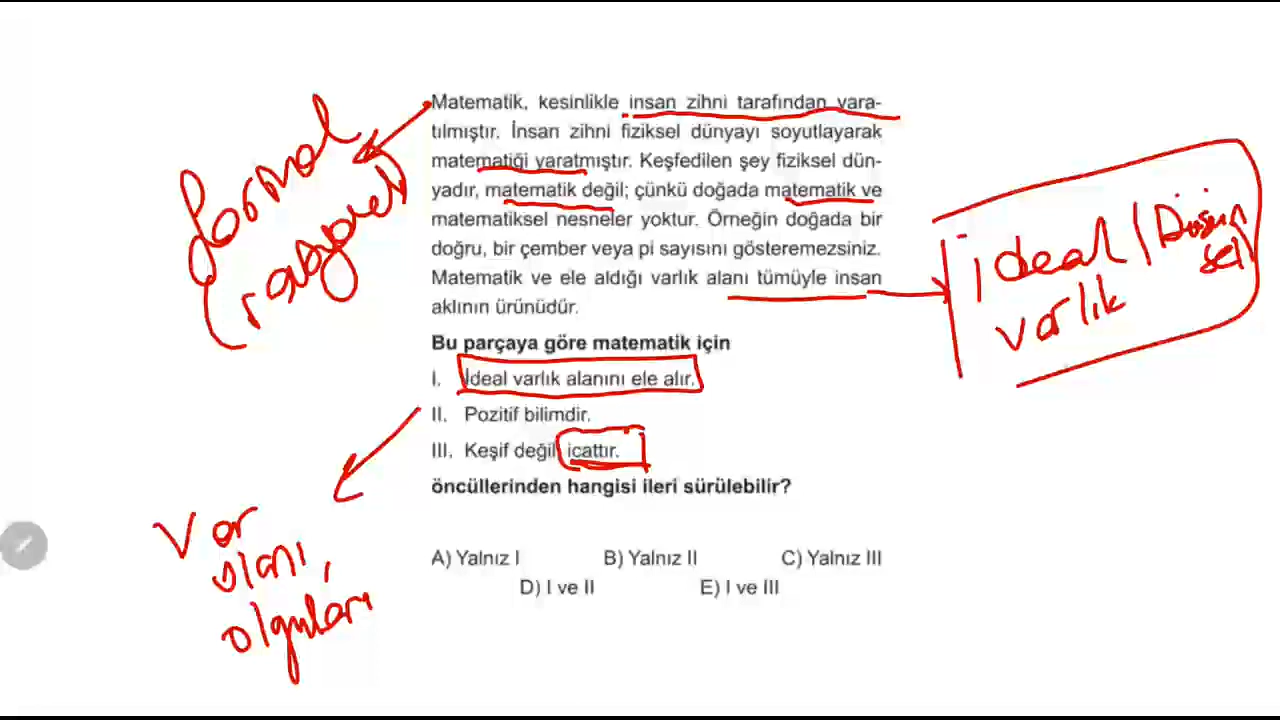 Matematik, kesinlikle insan zihni tarafından yara-
tılmıştır. İnsan zihni fiziksel dünyayı soyutlayarak
matematiği yaratmıştır. Keşfedilen şey fiziksel dün-
yadır, matematik değil; çünkü doğada matematik ve
matematiksel nesneler yoktur. Örneğin doğada bir
doğru, bir çember veya pi sayısını gösteremezsiniz.
Matematik ve ele aldığı varlık alanı tümüyle insan
aklının ürünüdür.
Bu parçaya göre matematik için
I. İdeal varlık alanını ele alır.
II. Pozitif bilimdir.
III. Keşif değil icattır.
öncüllerinden hangisi ileri sürülebilir?
A) Yalnız I B) Yalnız II C) Yalnız III
D) I ve II E) I ve III
formal
(rasyonel)
ideal / Düşün
sel
varlık
Var
olanı,
olguları